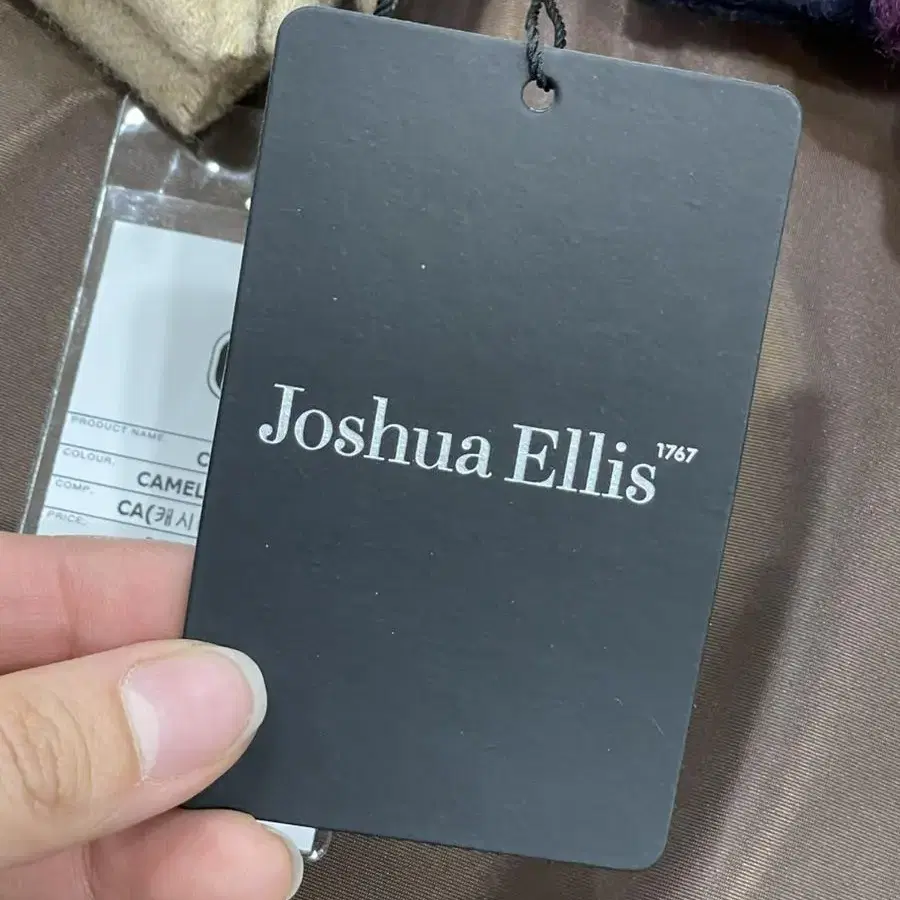 Joshua Ellis 1767
PRODUCT NAME.
COLOUR.
CAMEL
COMP.
CA(캐시
PRICE.